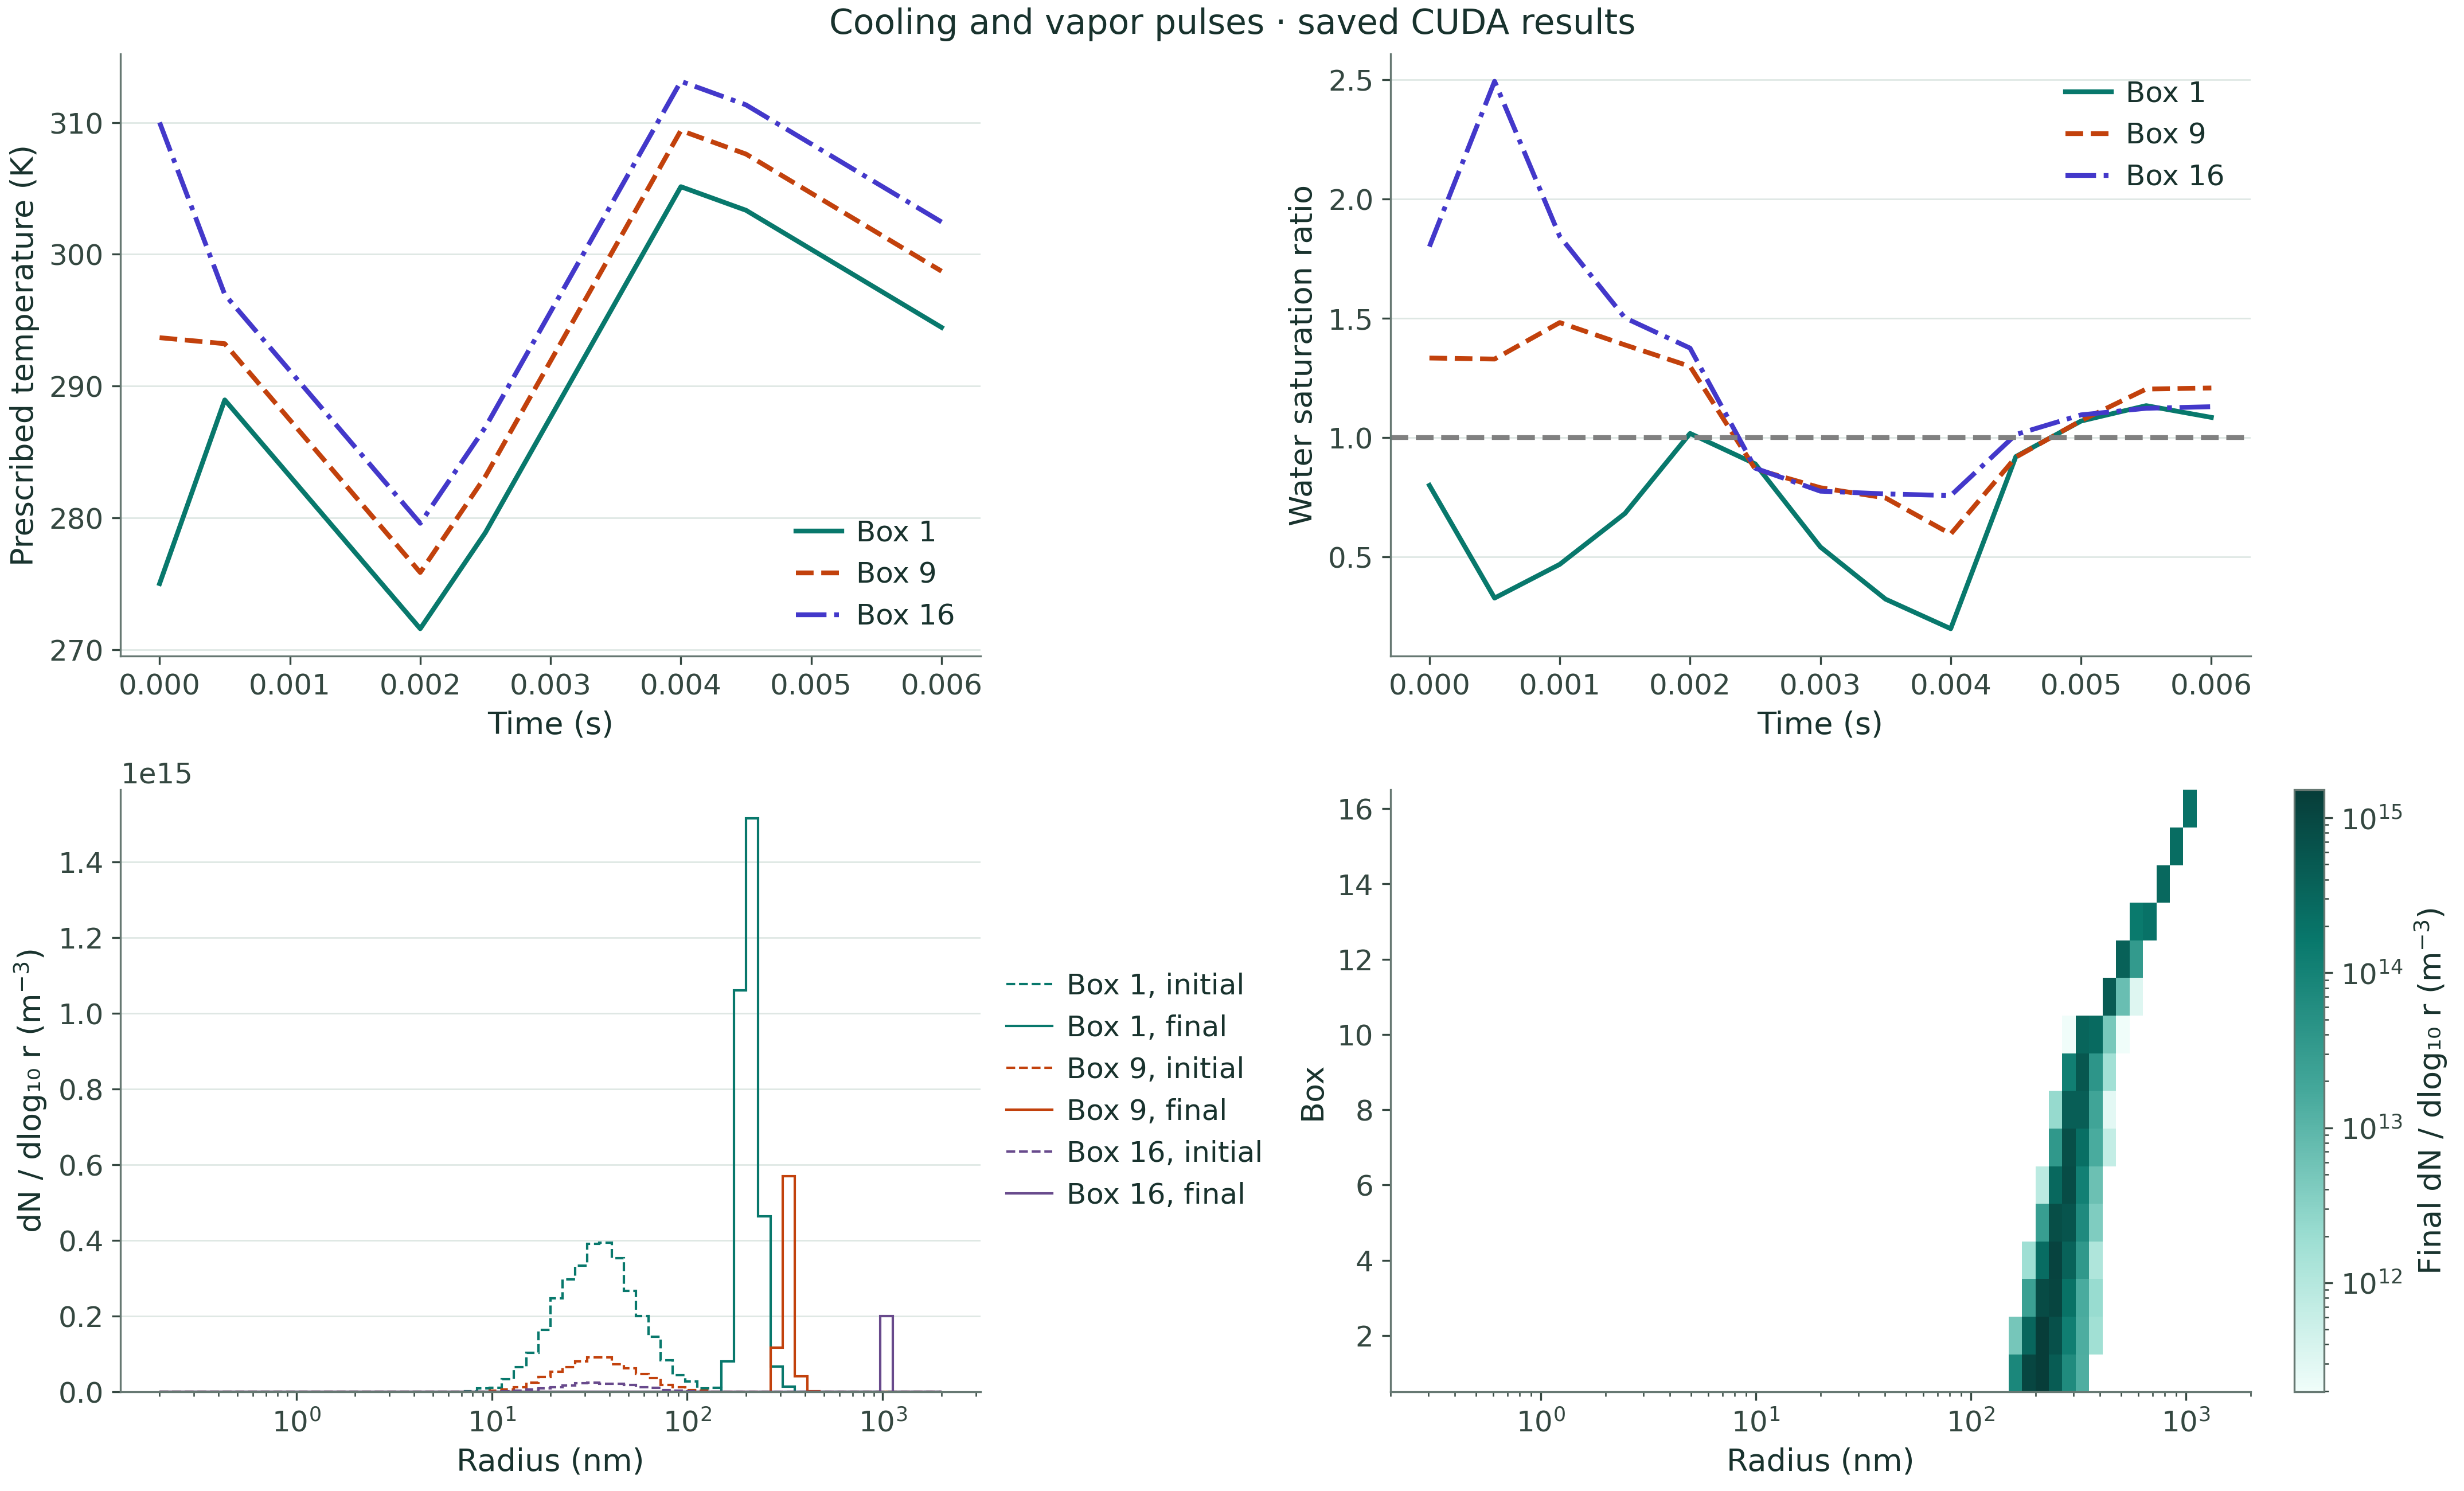 Cooling and vapor pulses · saved CUDA results
Prescribed temperature (K)
310
300
290
280
270
Box 1
Box 9
Box 16
0.000 0.001 0.002 0.003 0.004 0.005 0.006
Time (s)
Water saturation ratio
2.5
2.0
1.5
1.0
0.5
Box 1
Box 9
Box 16
0.000 0.001 0.002 0.003 0.004 0.005 0.006
Time (s)
1e15
dN / dlog₁₀ r (m⁻³)
1.4
1.2
1.0
0.8
0.6
0.4
0.2
0.0
10⁰ 10¹ 10² 10³
Radius (nm)
Box 1, initial
Box 1, final
Box 9, initial
Box 9, final
Box 16, initial
Box 16, final
Box
16
14
12
10
8
6
4
2
10⁰ 10¹ 10² 10³
Radius (nm)
10¹⁵
10¹⁴
10¹³
10¹²
Final dN / dlog₁₀ r (m⁻³)